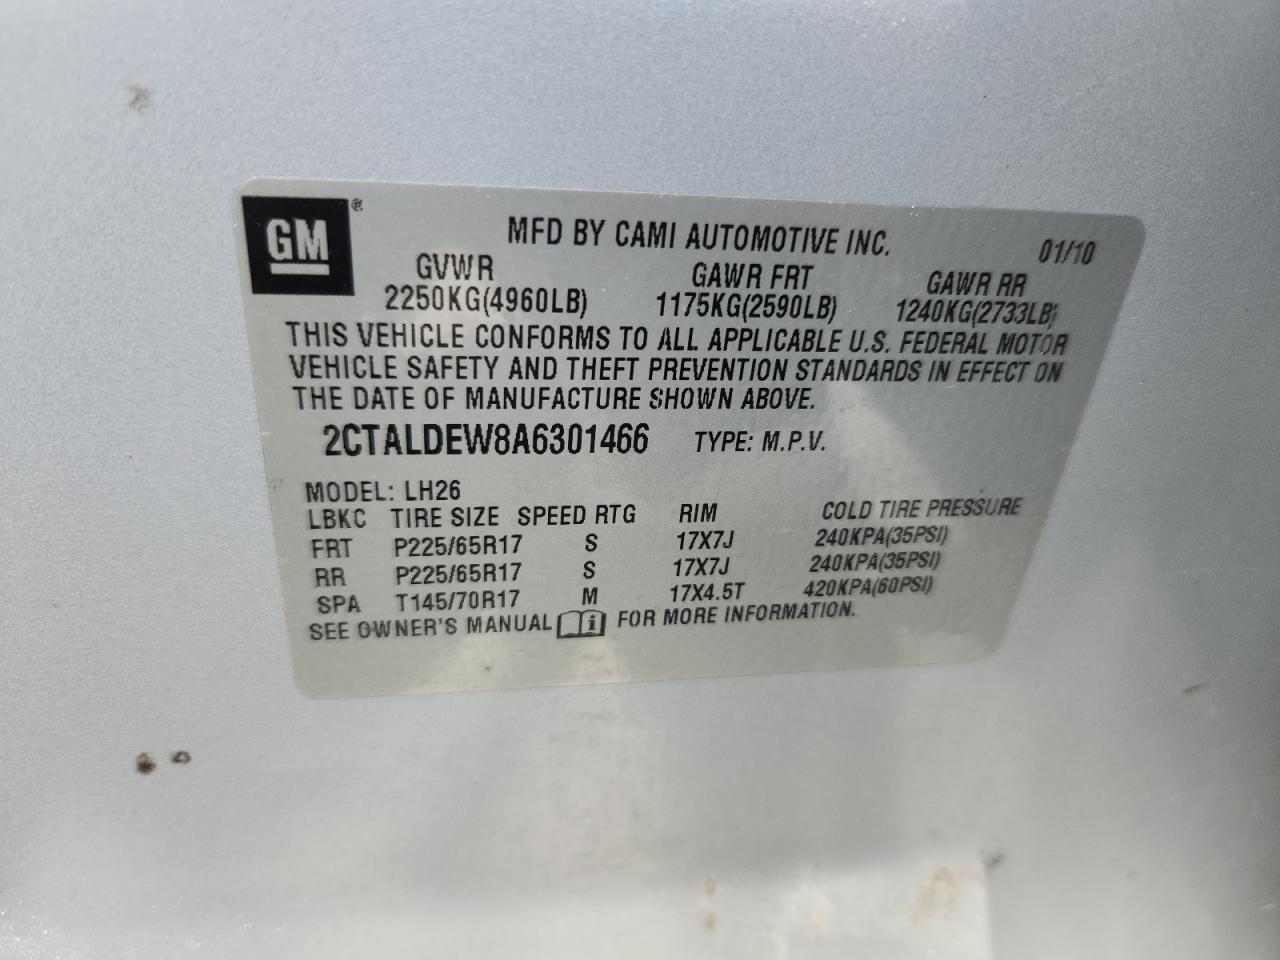 GM®
MFD BY CAMI AUTOMOTIVE INC. 01/10
GVWR GAWR FRT GAWR RR
2250KG(4960LB) 1175KG(2590LB) 1240KG(2733LB)
THIS VEHICLE CONFORMS TO ALL APPLICABLE U.S. FEDERAL MOTOR
VEHICLE SAFETY AND THEFT PREVENTION STANDARDS IN EFFECT ON
THE DATE OF MANUFACTURE SHOWN ABOVE.
2CTALDEW8A6301466 TYPE: M.P.V.
MODEL: LH26
LBKC TIRE SIZE SPEED RTG RIM COLD TIRE PRESSURE
FRT P225/65R17 S 17X7J 240KPA(35PSI)
RR P225/65R17 S 17X7J 240KPA(35PSI)
SPA T145/70R17 M 17X4.5T 420KPA(60PSI)
SEE OWNER'S MANUAL i FOR MORE INFORMATION.